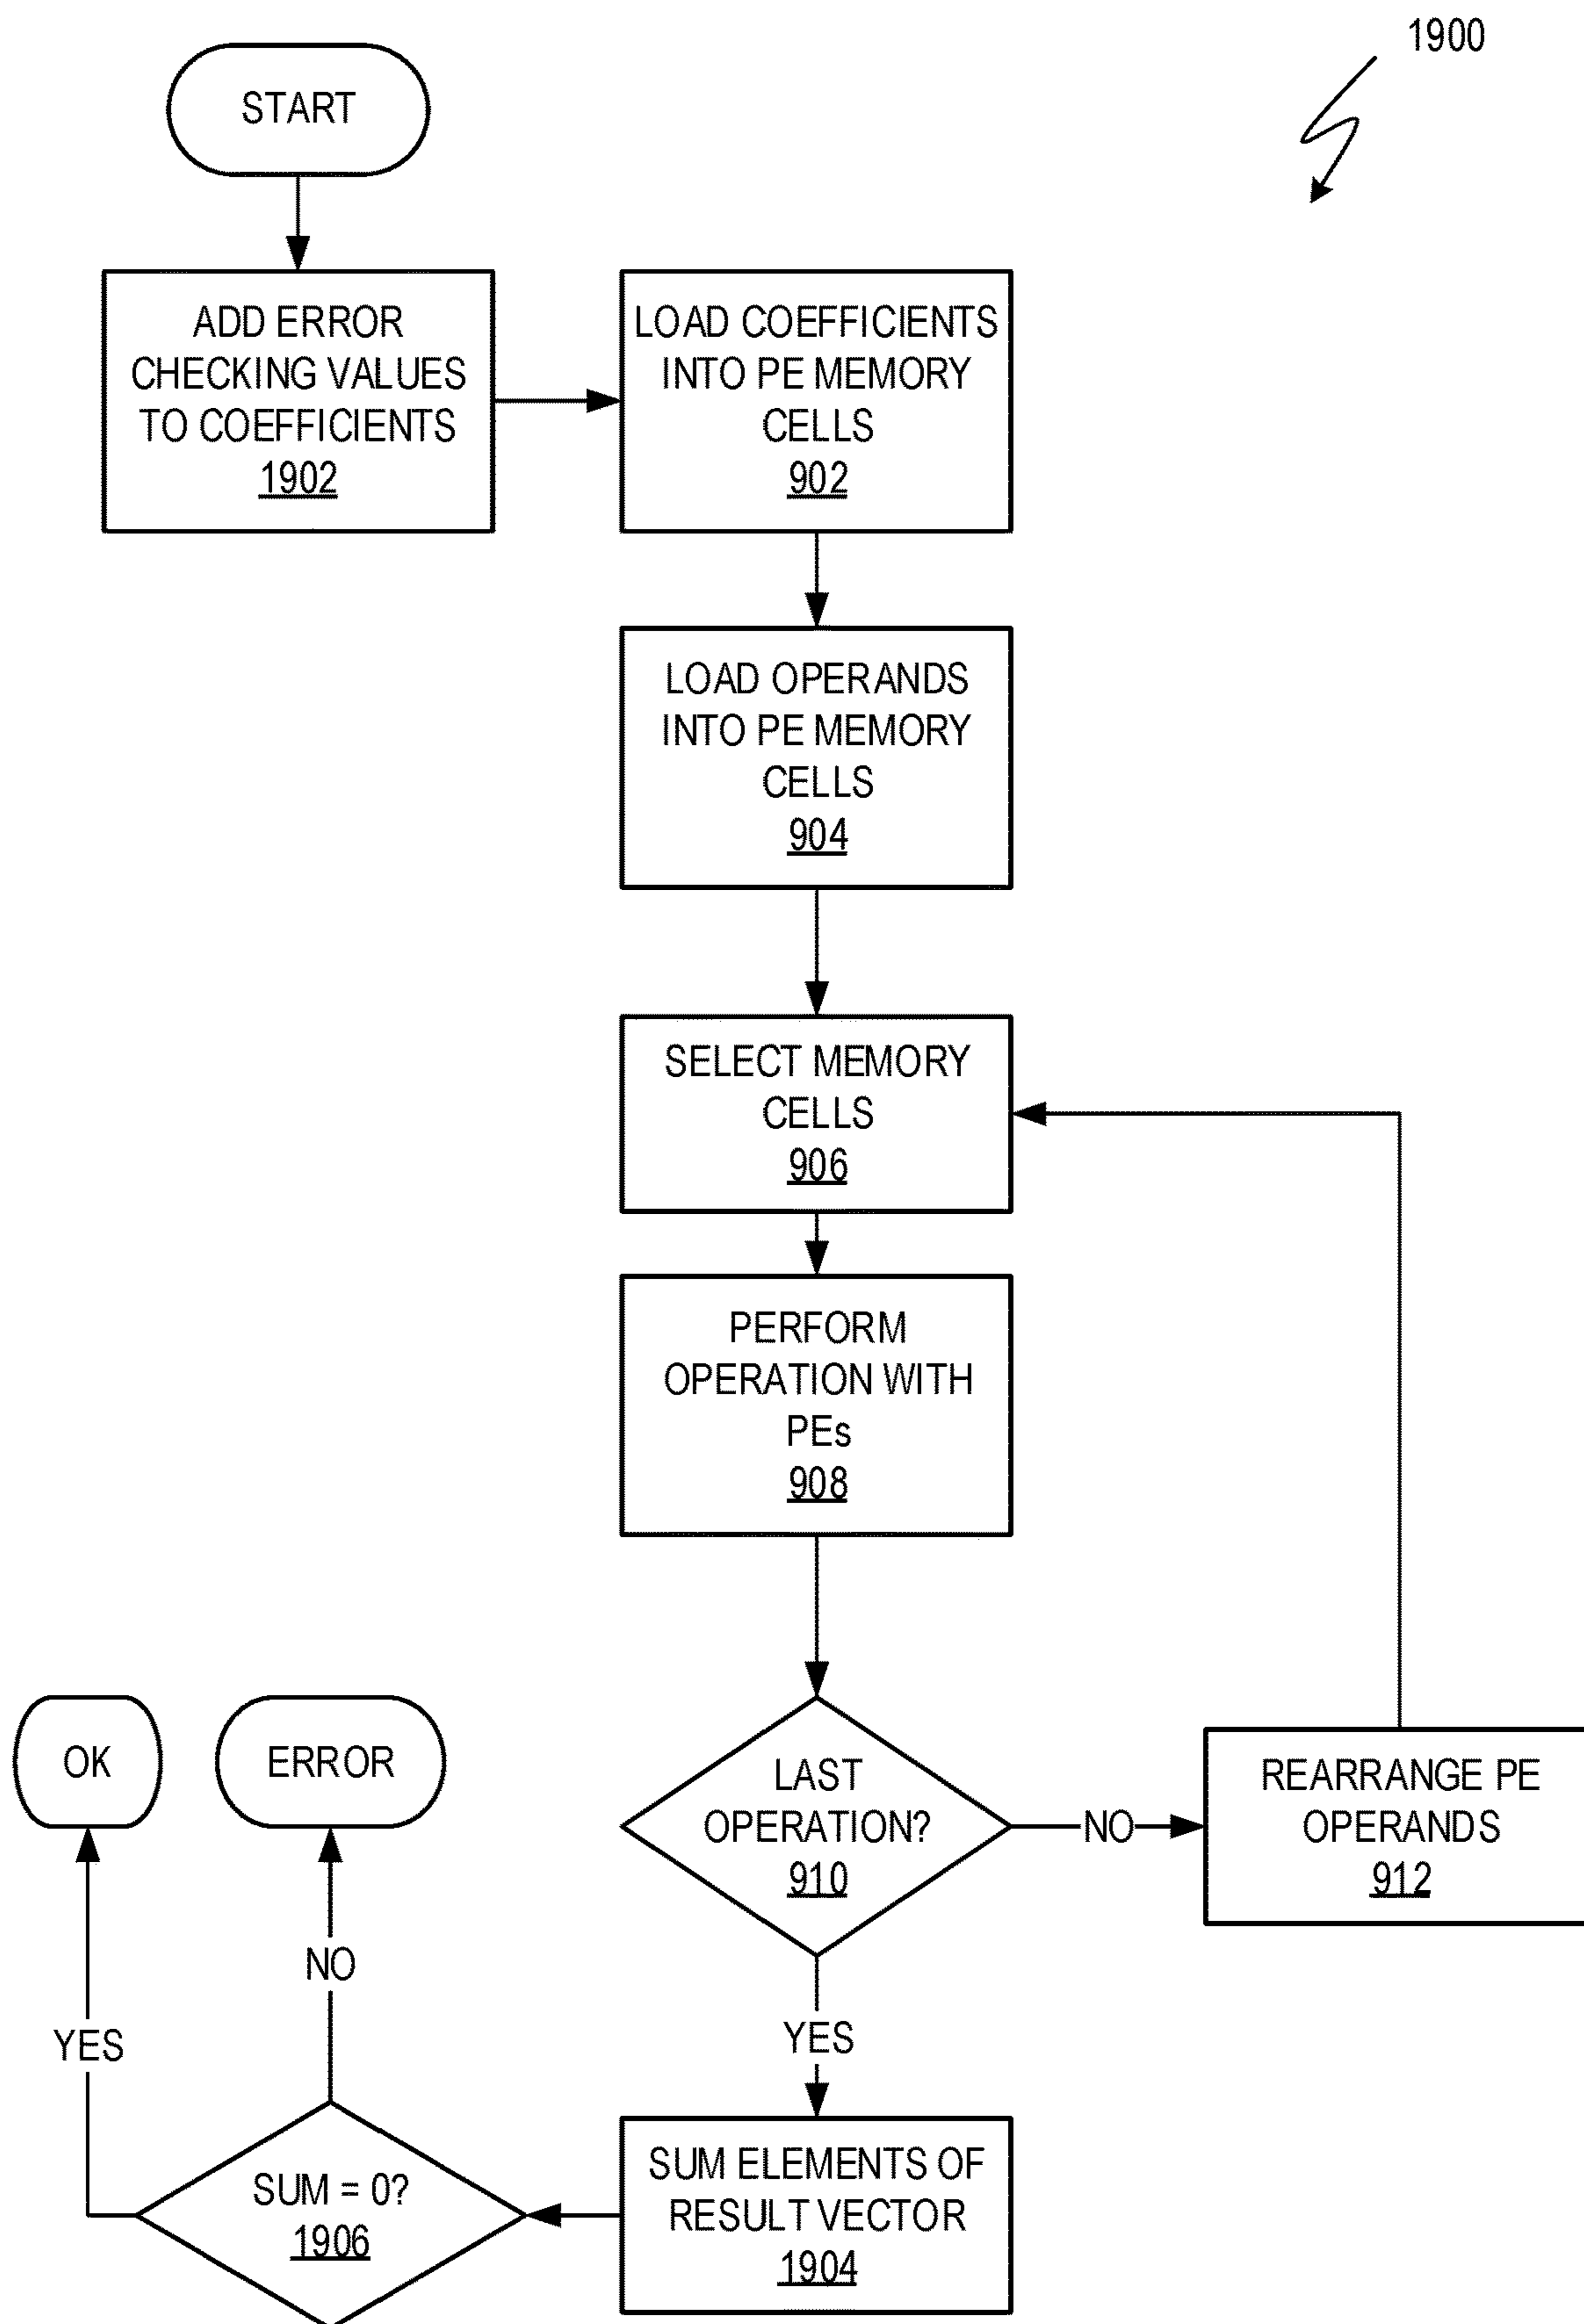 1900
START
ADD ERROR
CHECKING VALUES
TO COEFFICIENTS
1902
LOAD COEFFICIENTS
INTO PE MEMORY
CELLS
902
LOAD OPERANDS
INTO PE MEMORY
CELLS
904
SELECT MEMORY
CELLS
906
PERFORM
OPERATION WITH
PEs
908
LAST
OPERATION?
910
NO
REARRANGE PE
OPERANDS
912
YES
SUM ELEMENTS OF
RESULT VECTOR
1904
SUM = 0?
1906
NO
ERROR
YES
OK